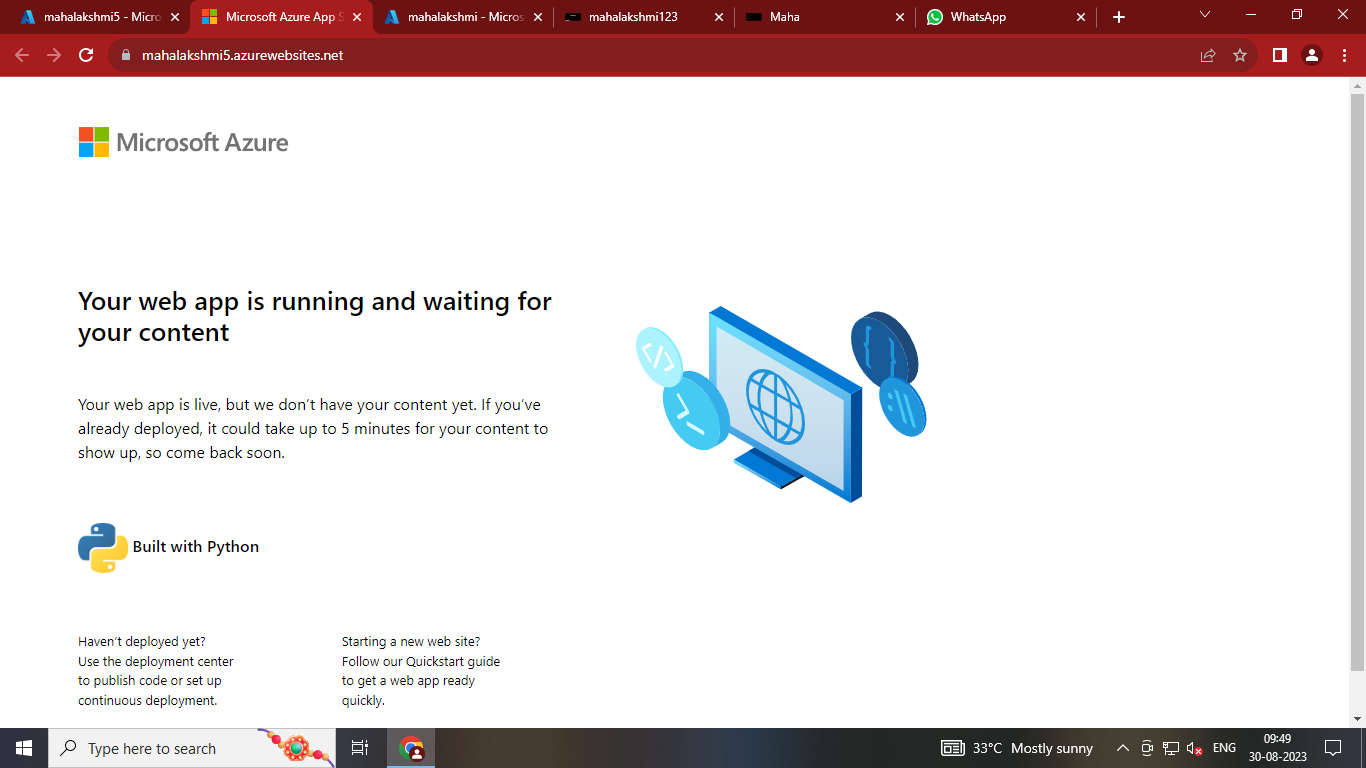 mahalakshmi5 - Micro
Microsoft Azure App S
mahalakshmi - Micros
mahalakshmi123
Maha
WhatsApp
mahalakshmi5.azurewebsites.net
Microsoft Azure
Your web app is running and waiting for
your content
Your web app is live, but we don’t have your content yet. If you’ve
already deployed, it could take up to 5 minutes for your content to
show up, so come back soon.
Built with Python
Haven’t deployed yet?
Use the deployment center
to publish code or set up
continuous deployment.
Starting a new web site?
Follow our Quickstart guide
to get a web app ready
quickly.
Type here to search
33°C Mostly sunny
ENG
09:49
30-08-2023